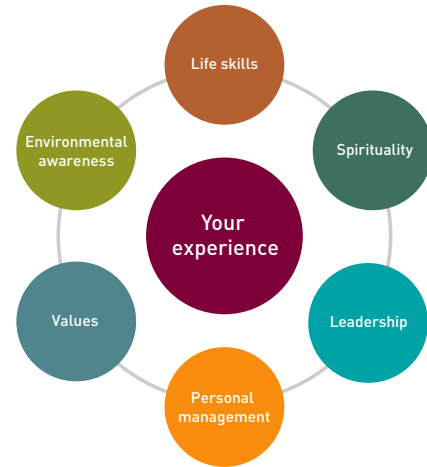 Life skills
Environmental
awareness
Spirituality
Your
experience
Values
Leadership
Personal
management